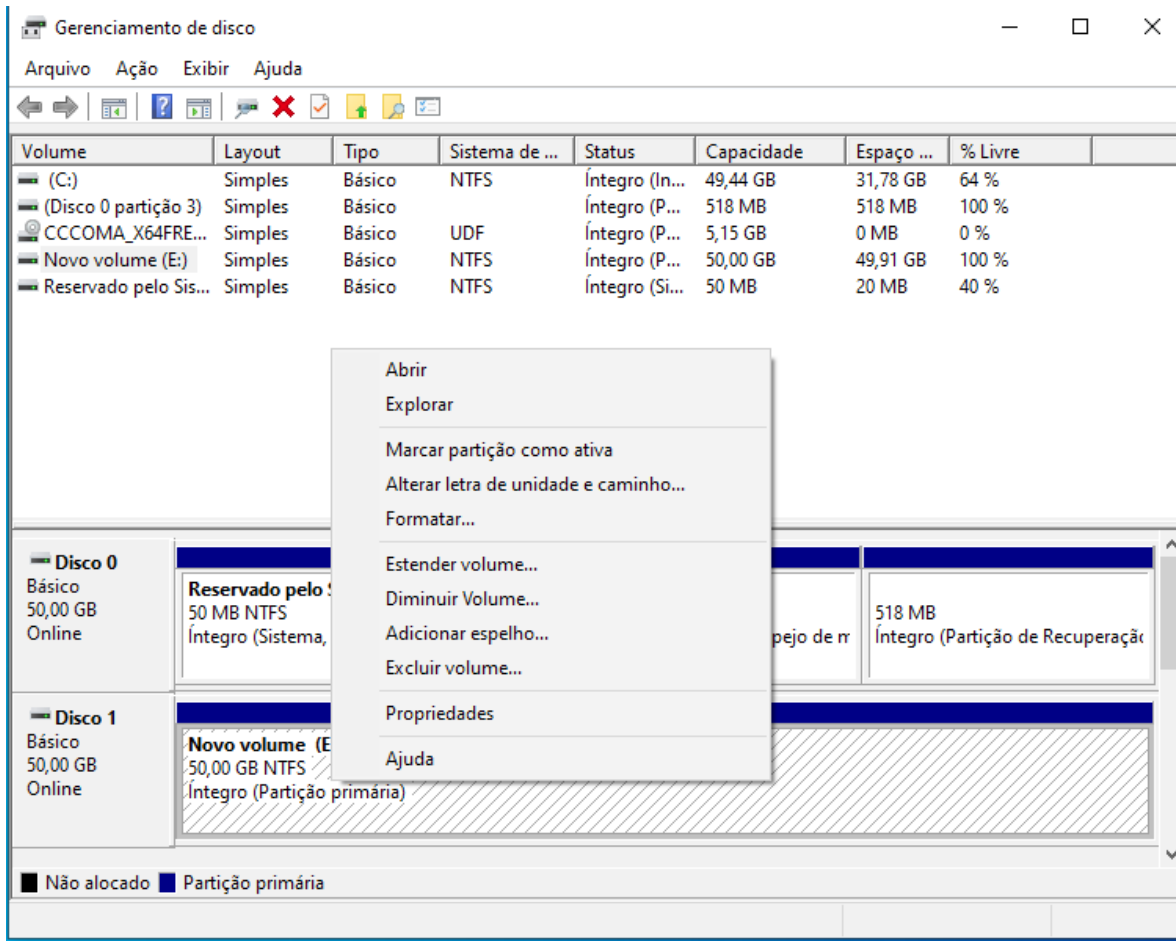 Gerenciamento de disco
Arquivo Ação Exibir Ajuda
Volume Layout Tipo Sistema de ... Status Capacidade Espaço ... % Livre
(C:) Simples Básico NTFS Íntegro (In... 49,44 GB 31,78 GB 64 %
(Disco 0 partição 3) Simples Básico Íntegro (P... 518 MB 518 MB 100 %
CCCOMA_X64FRE... Simples Básico UDF Íntegro (P... 5,15 GB 0 MB 0 %
Novo volume (E:) Simples Básico NTFS Íntegro (P... 50,00 GB 49,91 GB 100 %
Reservado pelo Sis... Simples Básico NTFS Íntegro (Si... 50 MB 20 MB 40 %
Abrir
Explorar
Marcar partição como ativa
Alterar letra de unidade e caminho...
Formatar...
Estender volume...
Diminuir Volume...
Adicionar espelho...
Excluir volume...
Propriedades
Ajuda
Disco 0
Básico
50,00 GB
Online
Reservado pelo S
50 MB NTFS
Íntegro (Sistema,
pejo de m
518 MB
Íntegro (Partição de Recuperação
Disco 1
Básico
50,00 GB
Online
Novo volume (E
50,00 GB NTFS
Íntegro (Partição primária)
Não alocado Partição primária